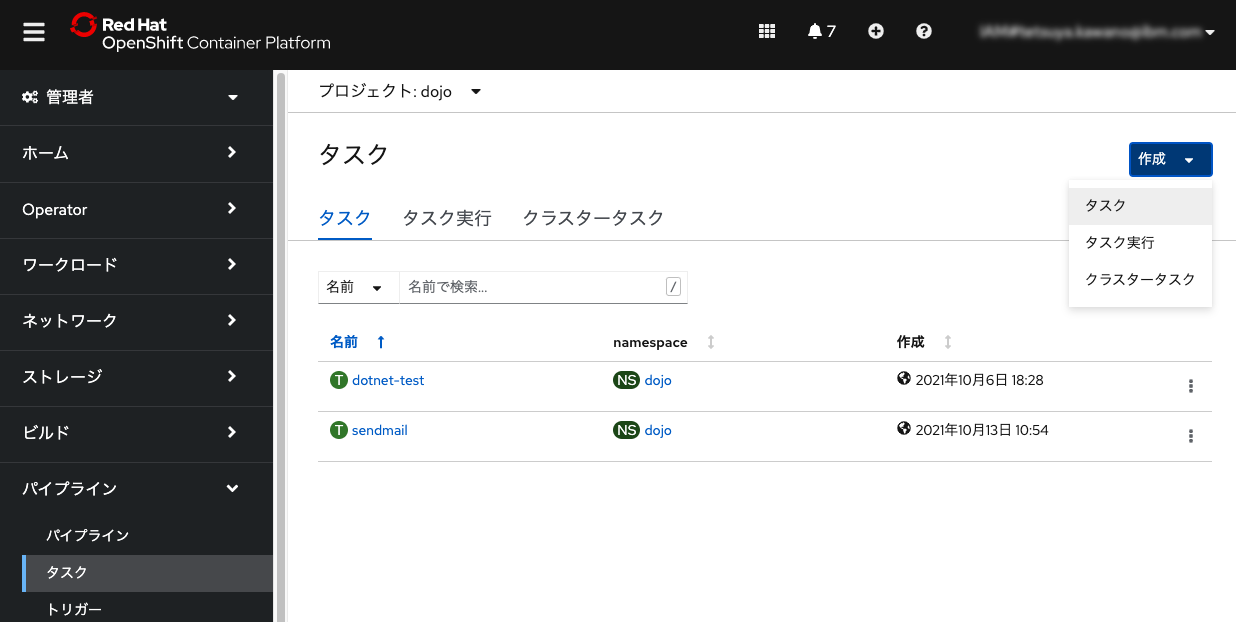 Red Hat
OpenShift Container Platform
7
管理者
ホーム
Operator
ワークロード
ネットワーク
ストレージ
ビルド
パイプライン
パイプライン
タスク
トリガー
プロジェクト: dojo
タスク
作成
タスク
タスク実行
クラスタータスク
タスク タスク実行 クラスタータスク
名前 名前で検索... /
名前 namespace 作成
T dotnet-test NS dojo 2021年10月6日 18:28
T sendmail NS dojo 2021年10月13日 10:54